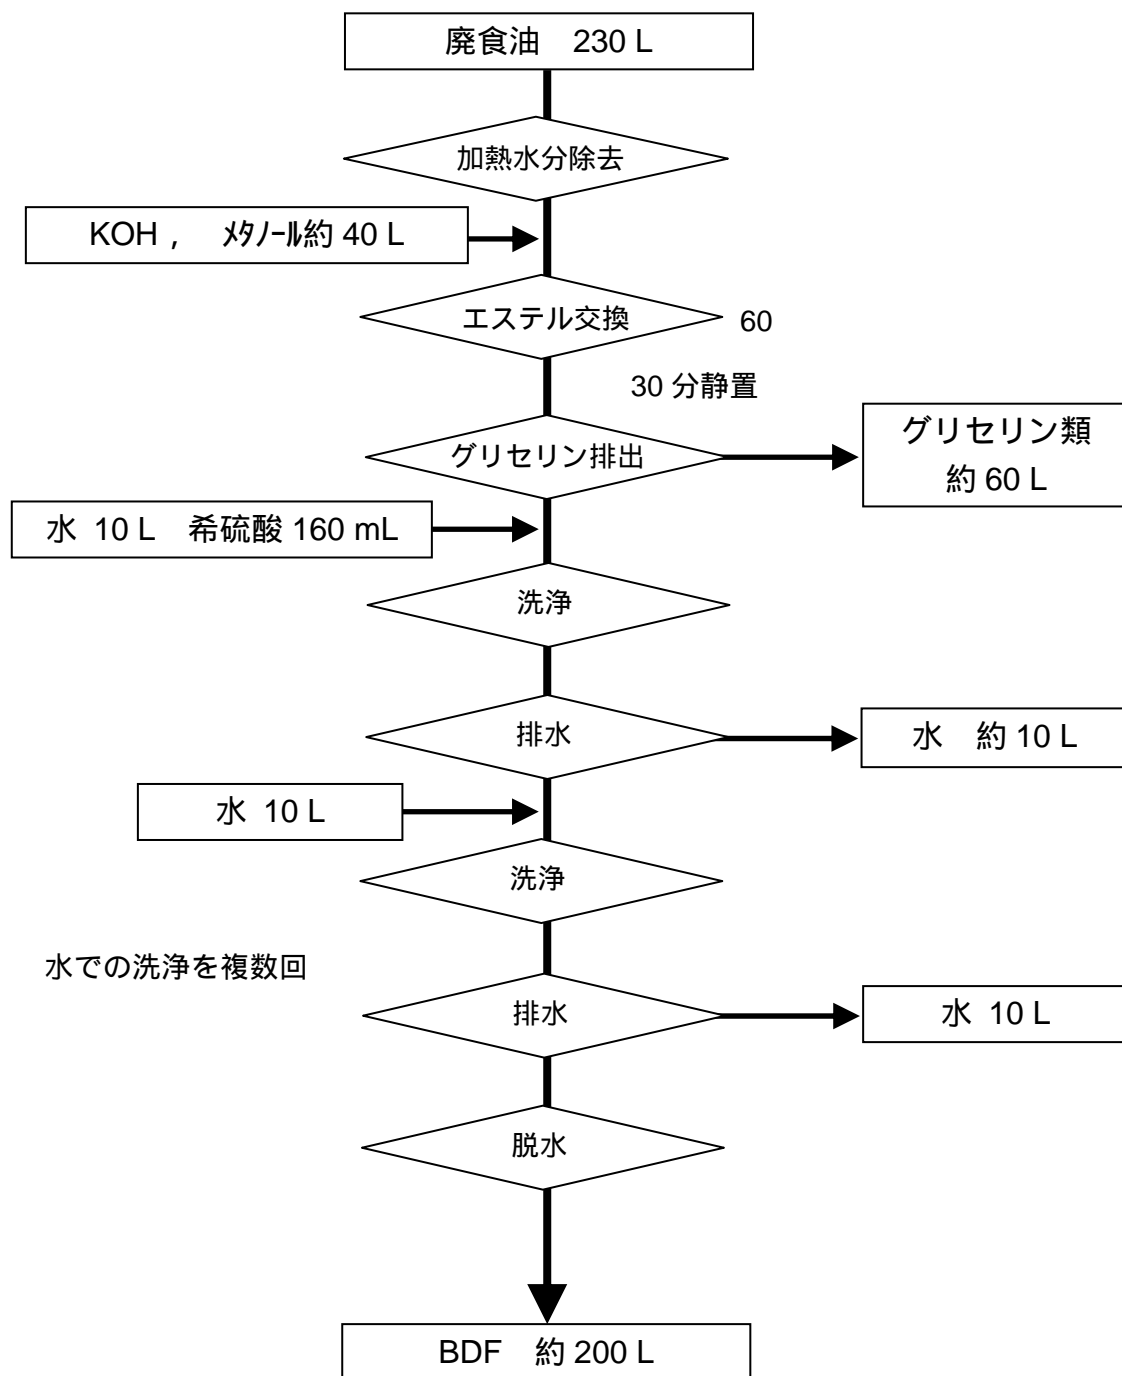 廃食油　230 L
加熱水分除去
KOH ，　ﾒﾀﾉｰﾙ約 40 L
エステル交換
60
30 分静置
グリセリン排出
グリセリン類
約 60 L
水 10 L　希硫酸 160 mL
洗浄
排水
水　約 10 L
水 10 L
洗浄
水での洗浄を複数回
排水
水 10 L
脱水
BDF　約 200 L